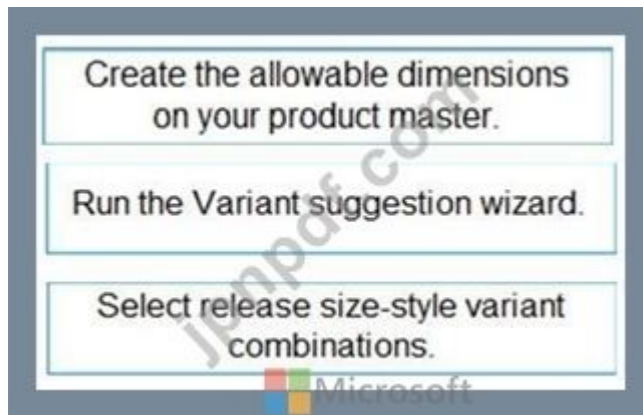 Create the allowable dimensions
on your product master.
Run the Variant suggestion wizard.
Select release size-style variant
combinations.
jpnpdf.com
Microsoft